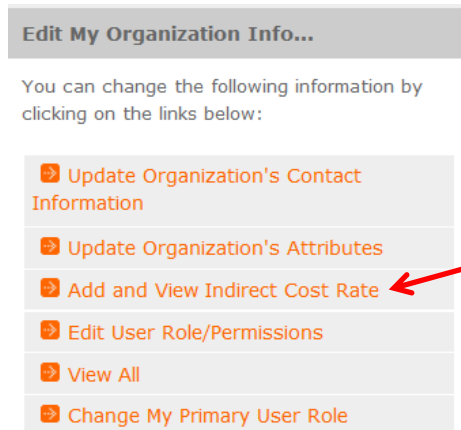 Edit My Organization Info...
You can change the following information by
clicking on the links below:
Update Organization's Contact
Information
Update Organization's Attributes
Add and View Indirect Cost Rate
Edit User Role/Permissions
View All
Change My Primary User Role